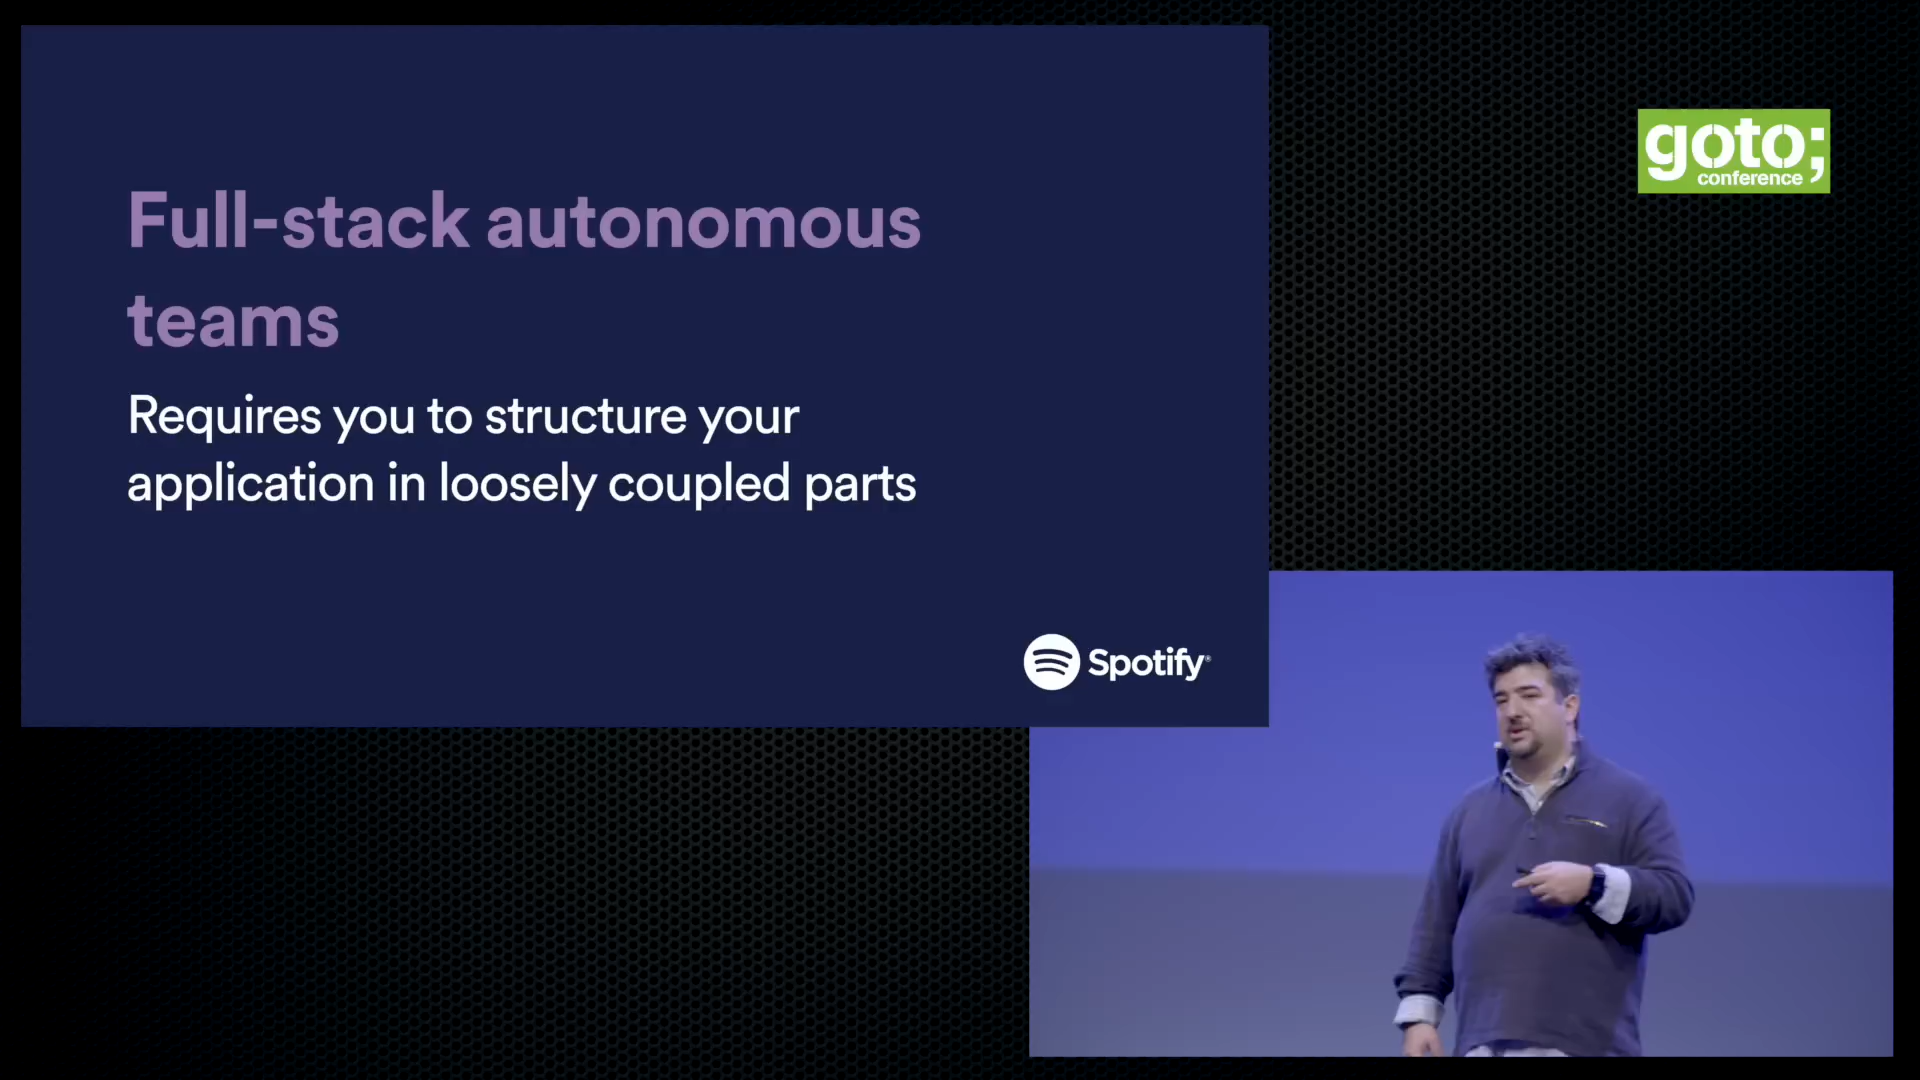 Full-stack autonomous
teams
Requires you to structure your
application in loosely coupled parts
Spotify®
goto;
conference